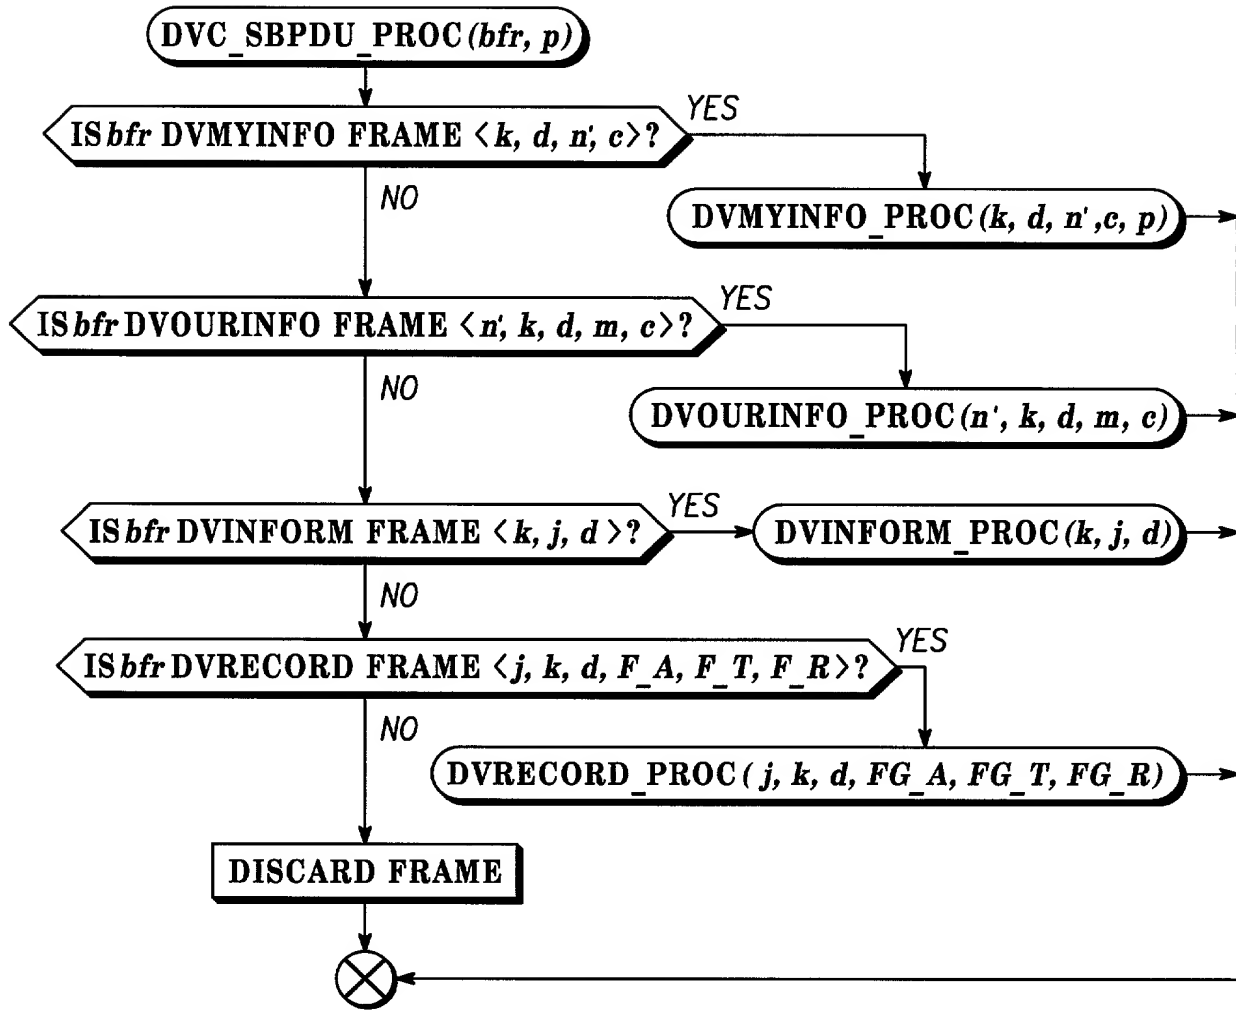 DVC_SBPDU_PROC(bfr, p)
IS bfr DVMYINFO FRAME <k, d, n', c>?
YES
NO
DVMYINFO_PROC(k, d, n',c, p)
IS bfr DVOURINFO FRAME <n', k, d, m, c>?
YES
NO
DVOURINFO_PROC(n', k, d, m, c)
IS bfr DVINFORM FRAME <k, j, d>?
YES
DVINFORM_PROC(k, j, d)
NO
IS bfr DVRECORD FRAME <j, k, d, F_A, F_T, F_R>?
YES
NO
DVRECORD_PROC( j, k, d, FG_A, FG_T, FG_R)
DISCARD FRAME